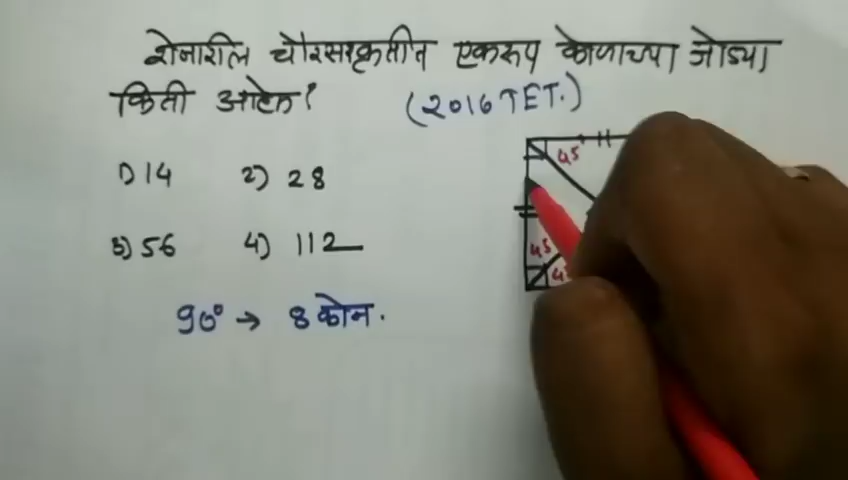 शेजारील चौरसाकृतीत एकरुप कोणाच्या जोड्या
किती आहेत?
(2016 TET.)
1) 14 2) 28
3) 56 4) 112
90° → 8 कोन.
45
45